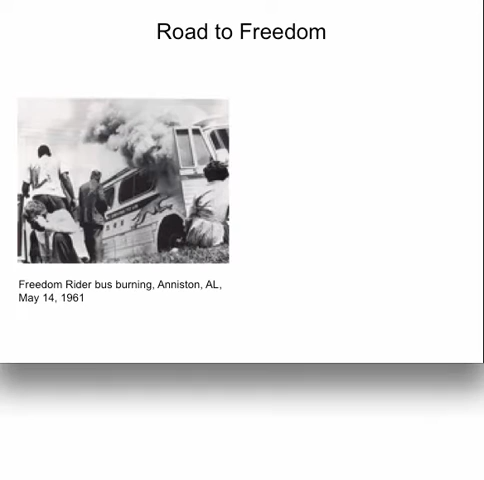 Road to Freedom
Freedom Rider bus burning, Anniston, AL,
May 14, 1961